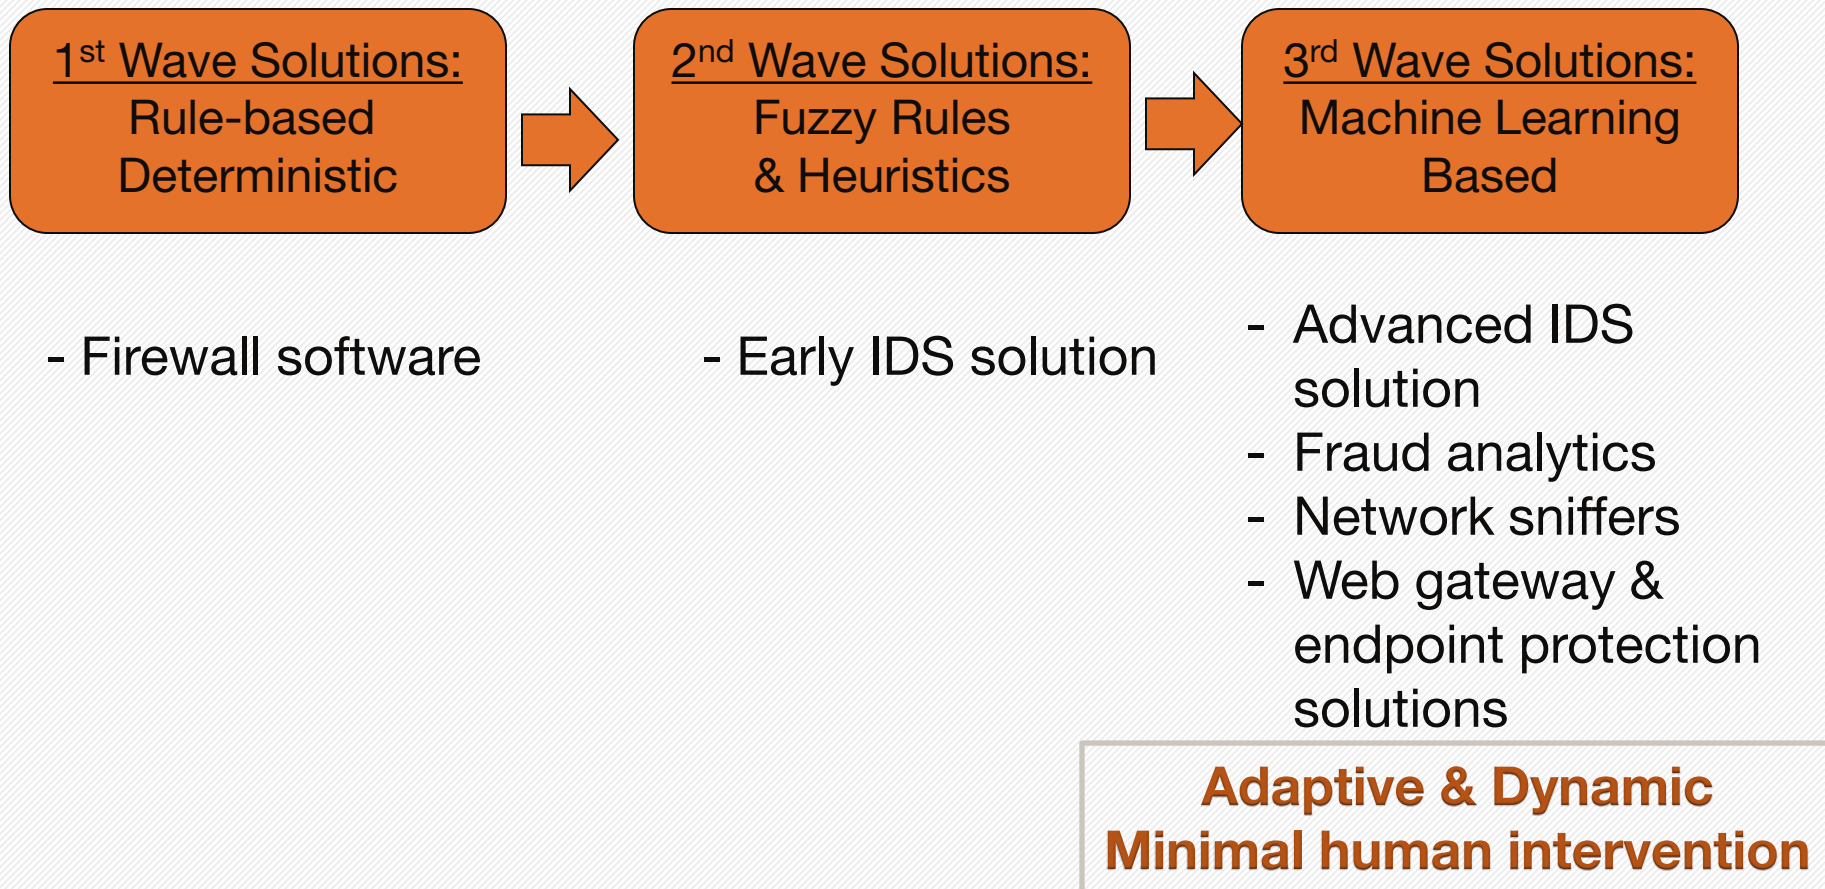 1st Wave Solutions:
Rule-based
Deterministic
2nd Wave Solutions:
Fuzzy Rules
& Heuristics
3rd Wave Solutions:
Machine Learning
Based
- Firewall software
- Early IDS solution
- Advanced IDS
solution
- Fraud analytics
- Network sniffers
- Web gateway &
endpoint protection
solutions
Adaptive & Dynamic
Minimal human intervention